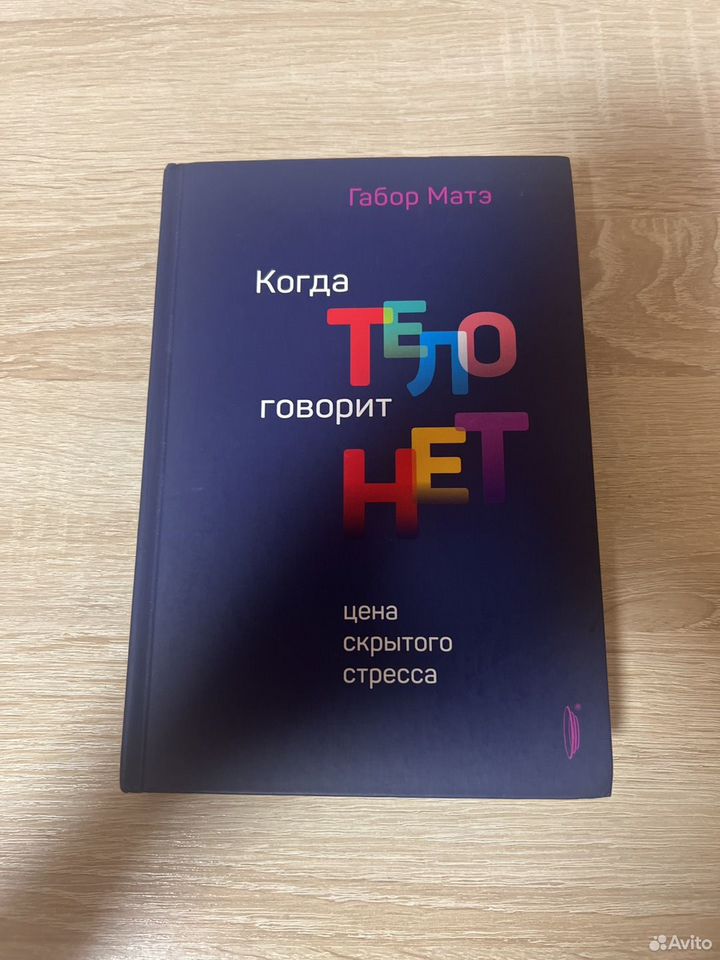 Габор Матэ
Когда
ТЕЛО
говорит
НЕТ
цена
скрытого
стресса
®
Avito